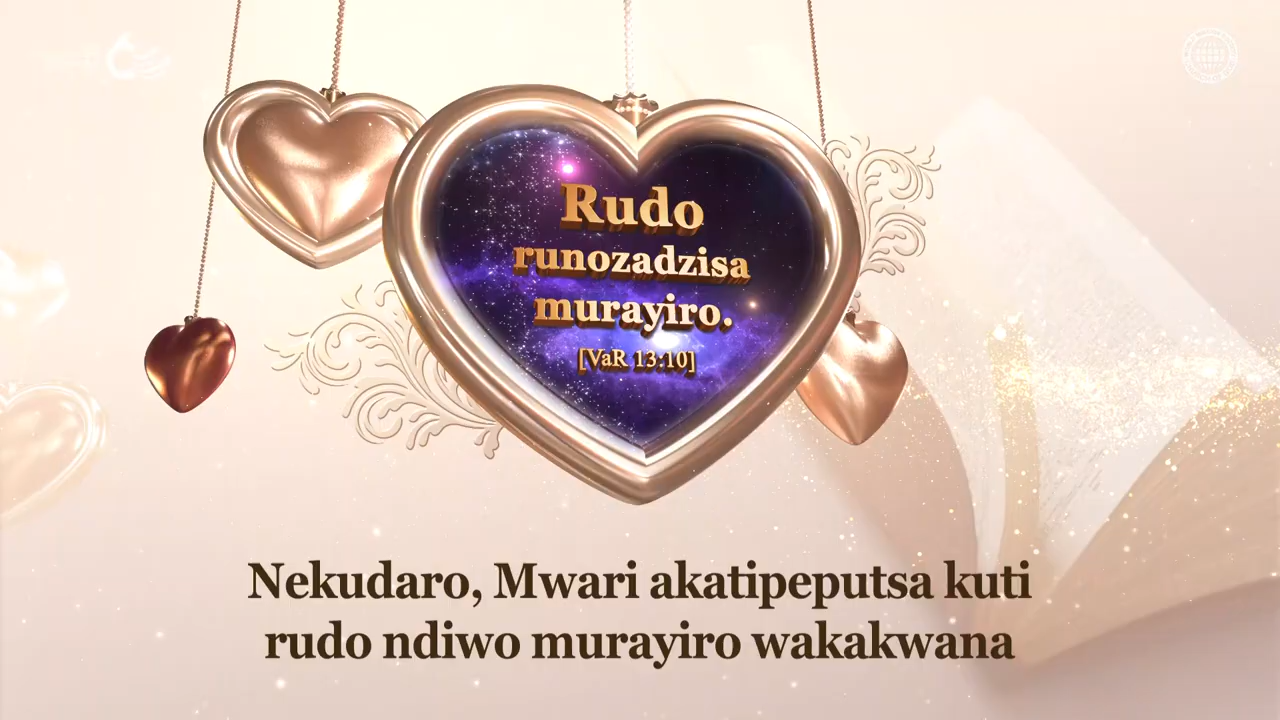 Rudo
runozadzisa
murayiro.
[VaR 13:10]
Nekudaro, Mwari akatipeputsa kuti
rudo ndiwo murayiro wakakwana